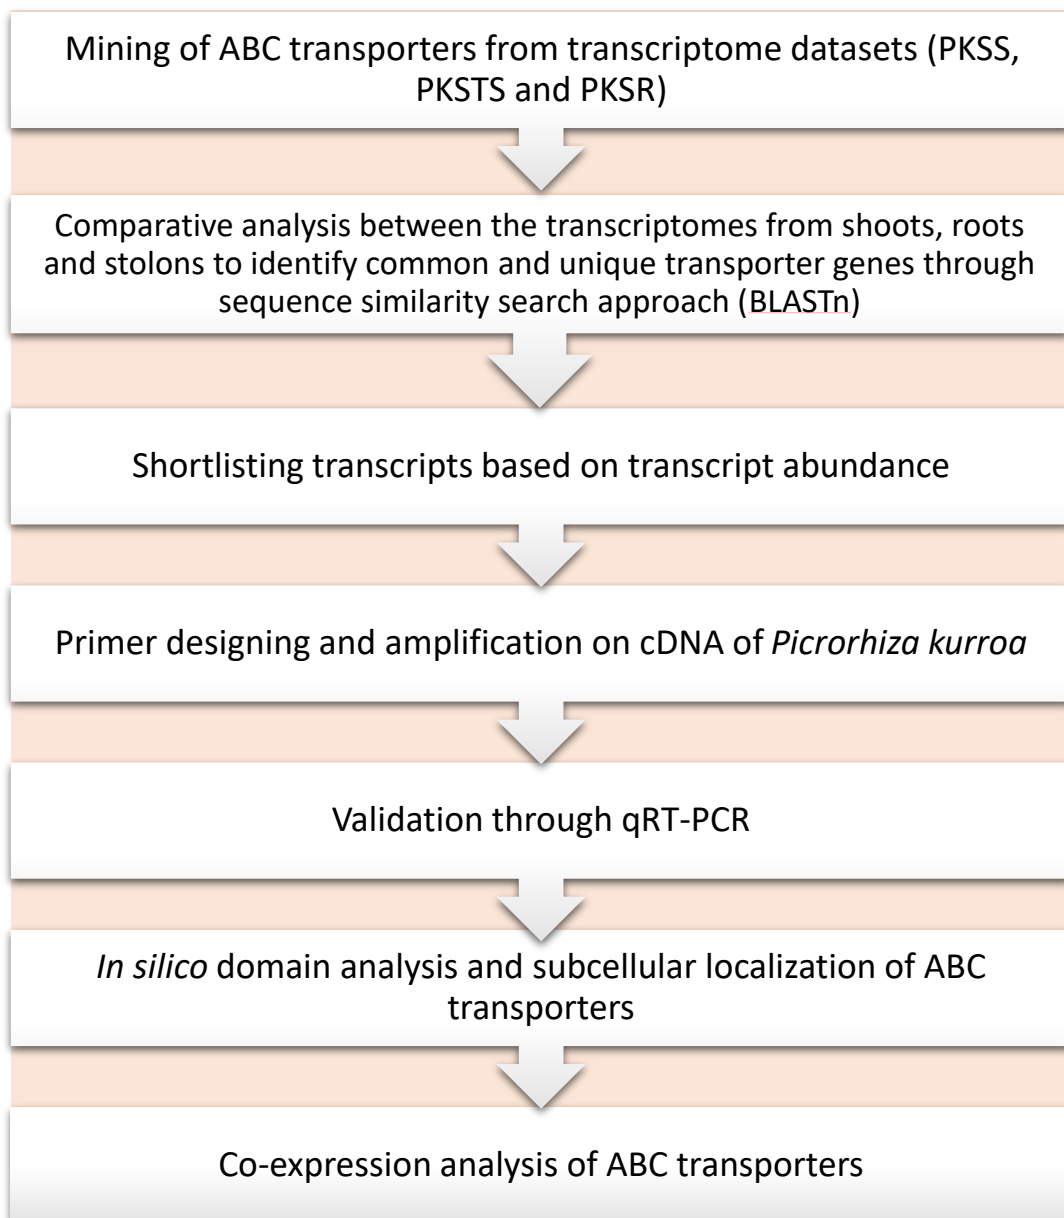 Mining of ABC transporters from transcriptome datasets (PKSS,
PKSTS and PKSR)
Comparative analysis between the transcriptomes from shoots, roots
and stolons to identify common and unique transporter genes through
sequence similarity search approach (BLASTn)
Shortlisting transcripts based on transcript abundance
Primer designing and amplification on cDNA of Picrorhiza kurroa
Validation through qRT-PCR
In silico domain analysis and subcellular localization of ABC
transporters
Co-expression analysis of ABC transporters